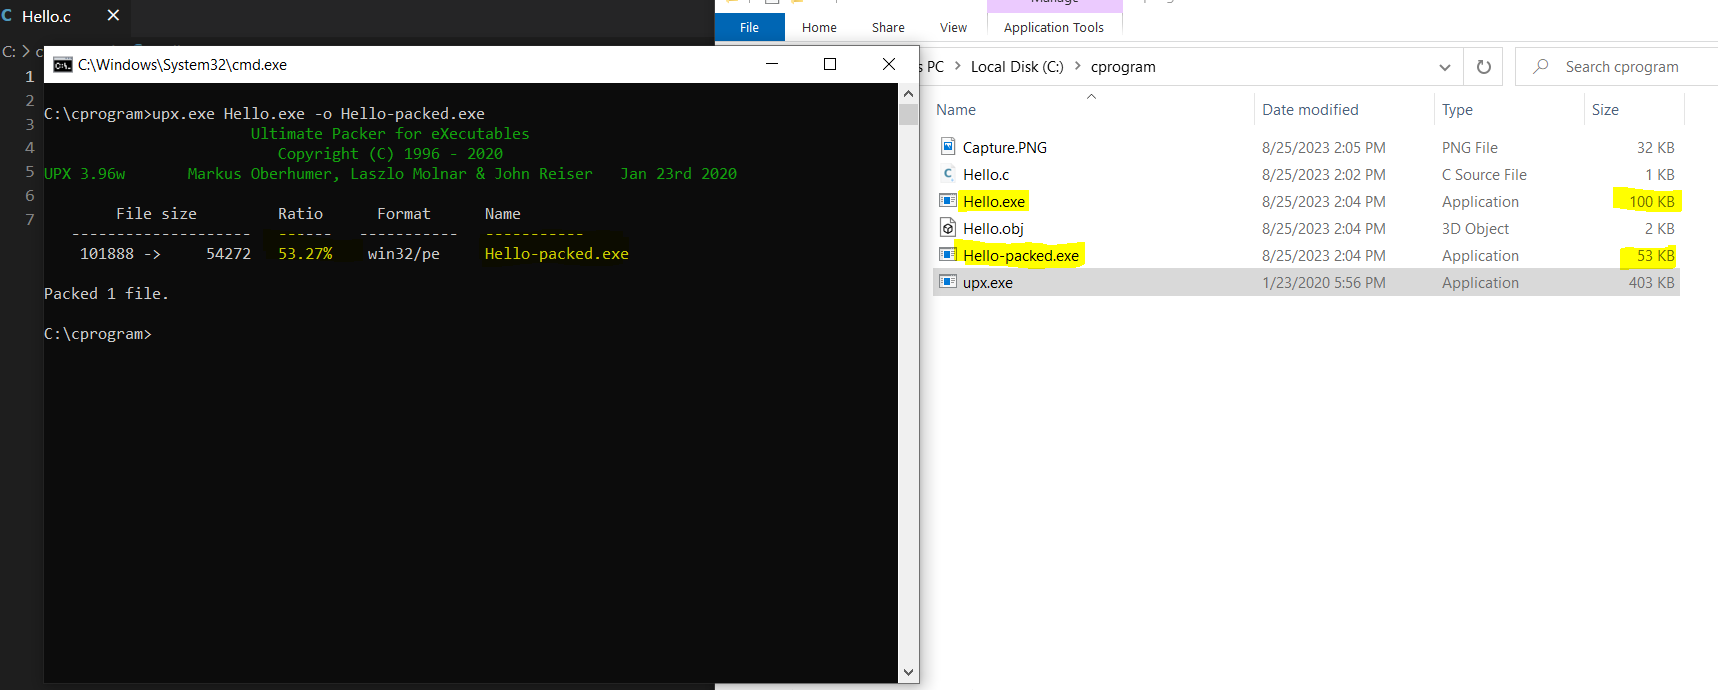 Hello.c
C:
1
2
3
4
5
6
7
C:\Windows\System32\cmd.exe
C:\cprogram>upx.exe Hello.exe -o Hello-packed.exe
Ultimate Packer for eXecutables
Copyright (C) 1996 - 2020
UPX 3.96w Markus Oberhumer, Laszlo Molnar & John Reiser Jan 23rd 2020
File size Ratio Format Name
-------------------- ------ ----------- -----------
101888 -> 54272 53.27% win32/pe Hello-packed.exe
Packed 1 file.
C:\cprogram>
File Home Share View Application Tools
PC > Local Disk (C:) > cprogram
Search cprogram
Name Date modified Type Size
Capture.PNG 8/25/2023 2:05 PM PNG File 32 KB
Hello.c 8/25/2023 2:02 PM C Source File 1 KB
Hello.exe 8/25/2023 2:04 PM Application 100 KB
Hello.obj 8/25/2023 2:04 PM 3D Object 2 KB
Hello-packed.exe 8/25/2023 2:04 PM Application 53 KB
upx.exe 1/23/2020 5:56 PM Application 403 KB